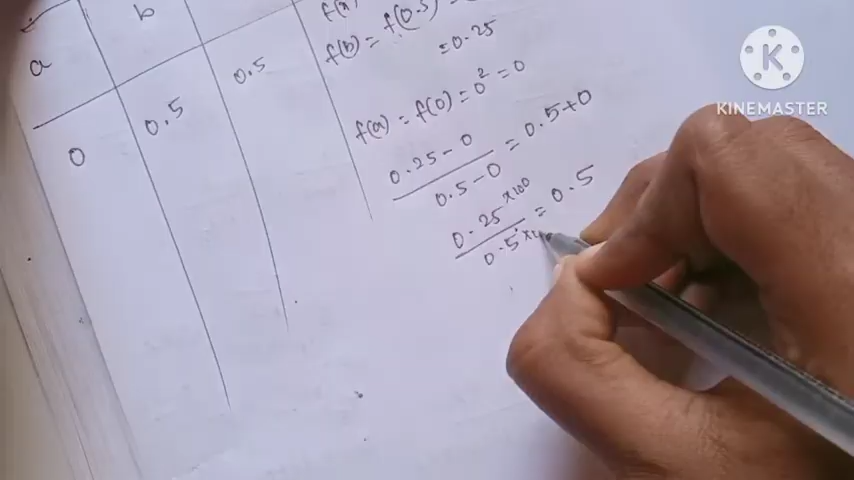 f(x)
a b f(b) = f(0.5) =
= 0.25
0 0.5 0.5
f(a) = f(0) = 0² = 0
0.25 - 0 / 0.5 - 0 = 0.5 + 0
0.25 ×100 / 0.5 × = 0.5
K
KINEMASTER